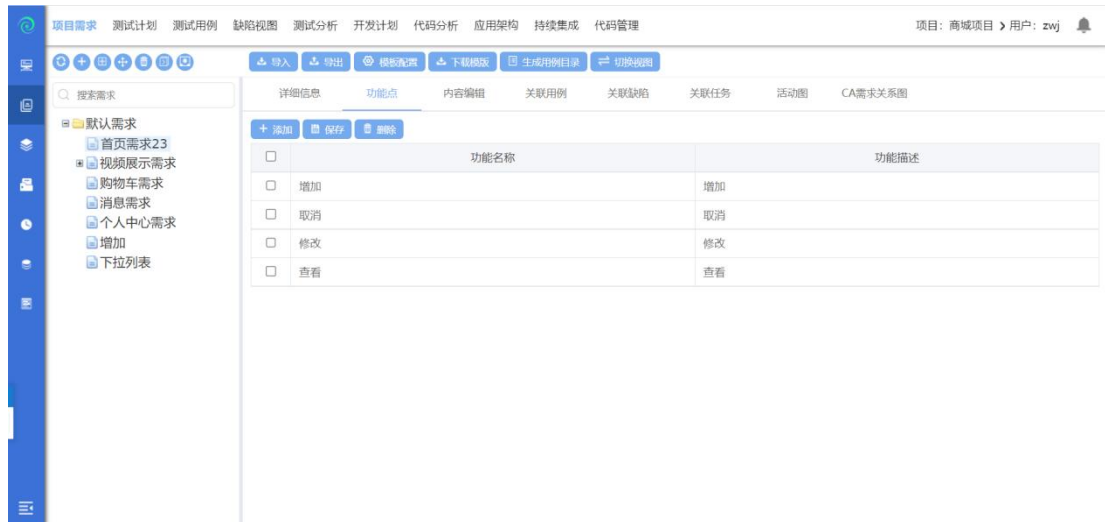 项目需求 测试计划 测试用例 缺陷视图 测试分析 开发计划 代码分析 应用架构 持续集成 代码管理 项目：商城项目 > 用户：zwj
导入 导出 模板配置 下载模版 生成用例目录 切换视图
搜索需求
详细信息 功能点 内容编辑 关联用例 关联缺陷 关联任务 活动图 CA需求关系图
默认需求
首页需求23
视频展示需求
购物车需求
消息需求
个人中心需求
增加
下拉列表
添加 保存 删除
功能名称 功能描述
增加 增加
取消 取消
修改 修改
查看 查看